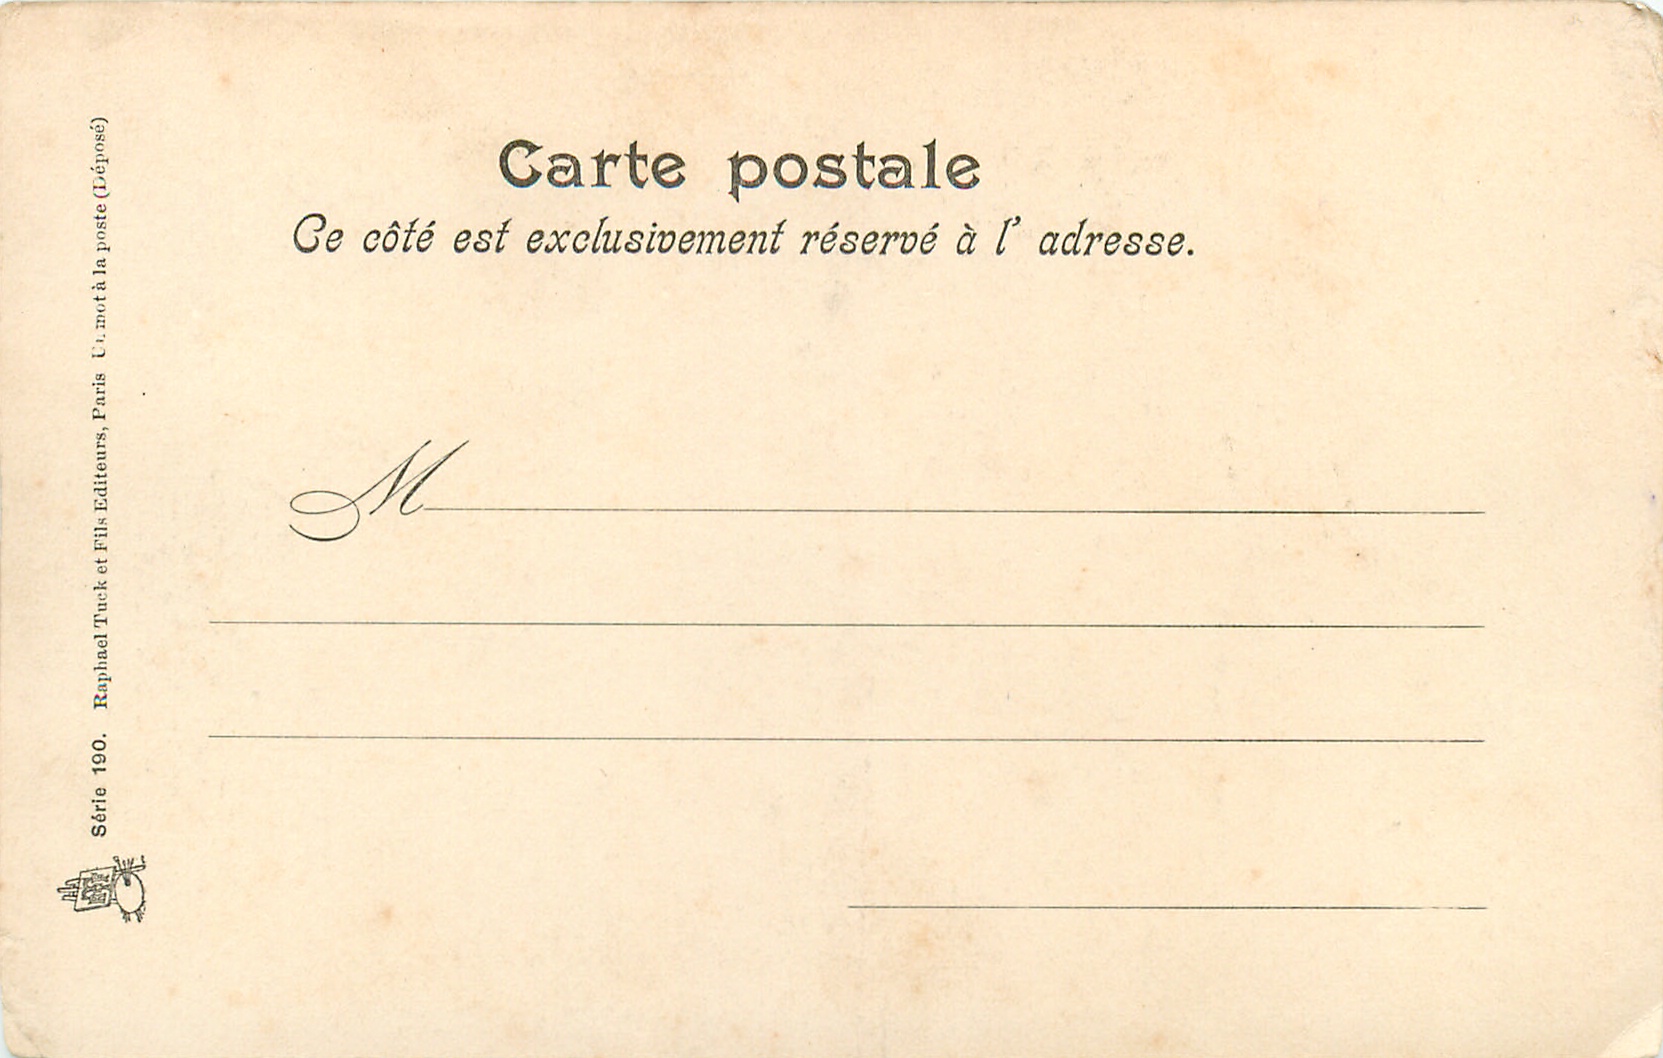 Carte postale
Ce côté est exclusivement réservé à l' adresse.
M
Série 190. Raphael Tuck et Fils Editeurs, Paris Un mot à la poste (Déposé)